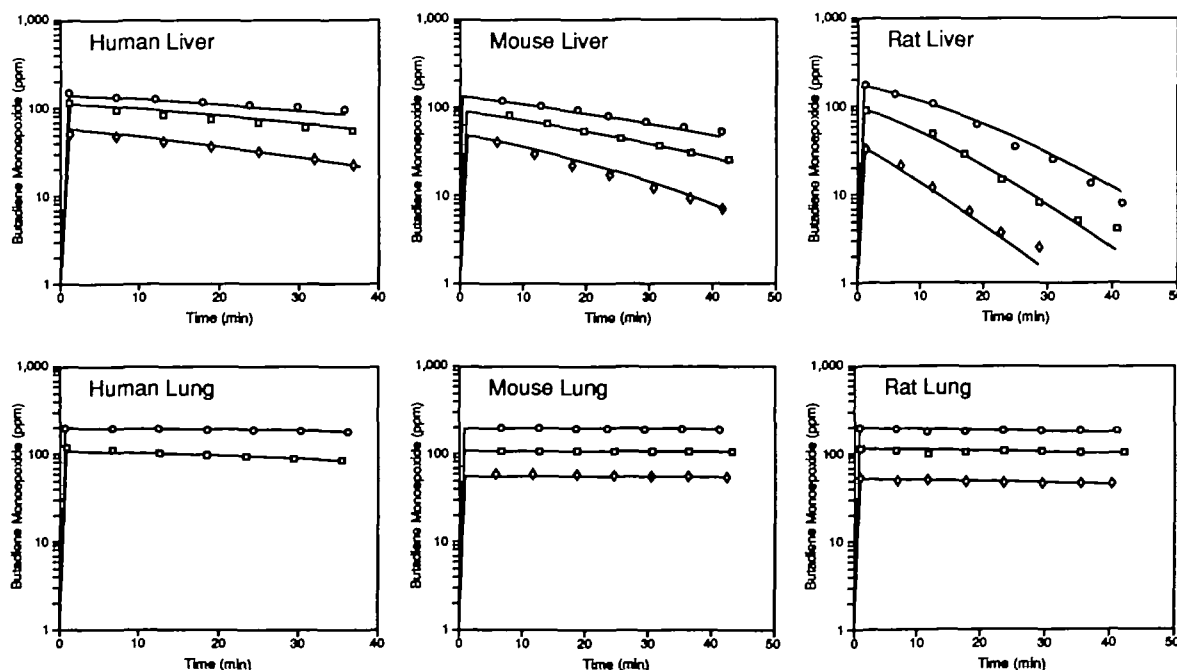 Human Liver
Butadiene Monoepoxide (ppm)
1,000
100
10
1
0 10 20 30 40
Time (min)
Mouse Liver
Butadiene Monoepoxide (ppm)
1,000
100
10
1
0 10 20 30 40 50
Time (min)
Rat Liver
Butadiene Monoepoxide (ppm)
1,000
100
10
1
0 10 20 30 40 50
Time (min)
Human Lung
Butadiene Monoepoxide (ppm)
1,000
100
10
1
0 10 20 30 40
Time (min)
Mouse Lung
Butadiene Monoepoxide (ppm)
1,000
100
10
1
0 10 20 30 40 50
Time (min)
Rat Lung
Butadiene Monoepoxide (ppm)
1,000
100
10
1
0 10 20 30 40 50
Time (min)